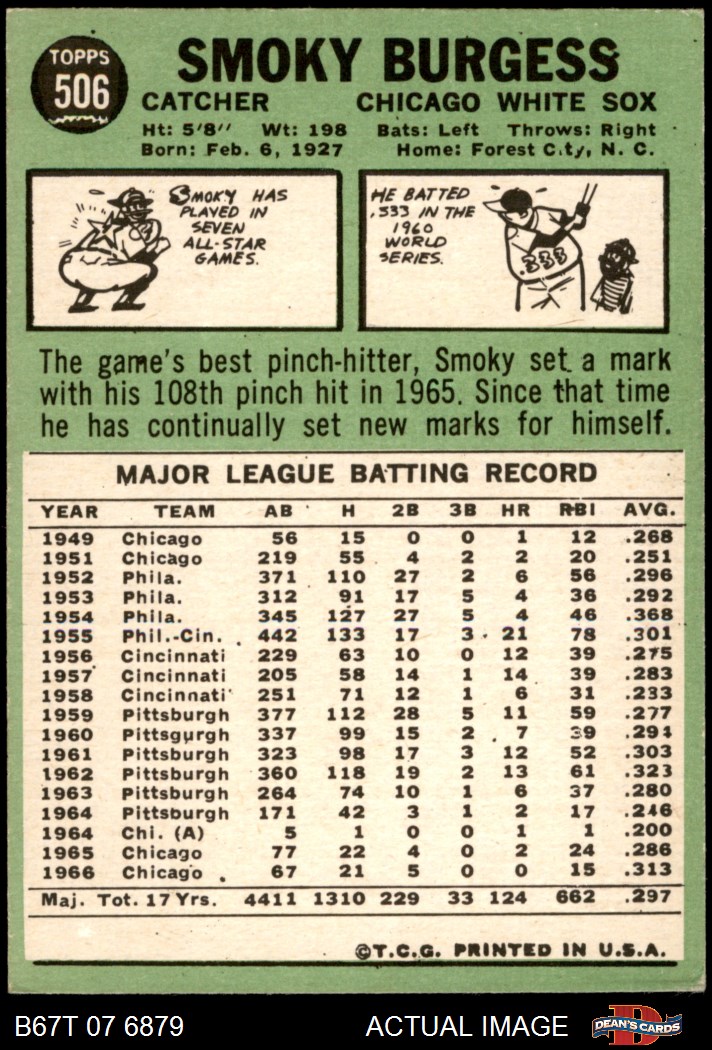 TOPPS
506
SMOKY BURGESS
CATCHER CHICAGO WHITE SOX
Ht: 5'8" Wt: 198 Bats: Left Throws: Right
Born: Feb. 6, 1927 Home: Forest City, N. C.
SMOKY HAS
PLAYED IN
SEVEN
ALL-STAR
GAMES.
HE BATTED
.333 IN THE
1960
WORLD
SERIES.
.333
The game's best pinch-hitter, Smoky set a mark
with his 108th pinch hit in 1965. Since that time
he has continually set new marks for himself.
MAJOR LEAGUE BATTING RECORD
YEAR TEAM AB H 2B 3B HR RBI AVG.
1949 Chicago 56 15 0 0 1 12 .268
1951 Chicago 219 55 4 2 2 20 .251
1952 Phila. 371 110 27 2 6 56 .296
1953 Phila. 312 91 17 5 4 36 .292
1954 Phila. 345 127 27 5 4 46 .368
1955 Phil.-Cin. 442 133 17 3 21 78 .301
1956 Cincinnati 229 63 10 0 12 39 .275
1957 Cincinnati 205 58 14 1 14 39 .283
1958 Cincinnati 251 71 12 1 6 31 .233
1959 Pittsburgh 377 112 28 5 11 59 .277
1960 Pittsgurgh 337 99 15 2 7 39 .294
1961 Pittsburgh 323 98 17 3 12 52 .303
1962 Pittsburgh 360 118 19 2 13 61 .323
1963 Pittsburgh 264 74 10 1 6 37 .280
1964 Pittsburgh 171 42 3 1 2 17 .246
1964 Chi. (A) 5 1 0 0 1 1 .200
1965 Chicago 77 22 4 0 2 24 .286
1966 Chicago 67 21 5 0 0 15 .313
Maj. Tot. 17 Yrs. 4411 1310 229 33 124 662 .297
©T.C.G. PRINTED IN U.S.A.
B67T 07 6879 ACTUAL IMAGE
D
DEAN'S CARDS